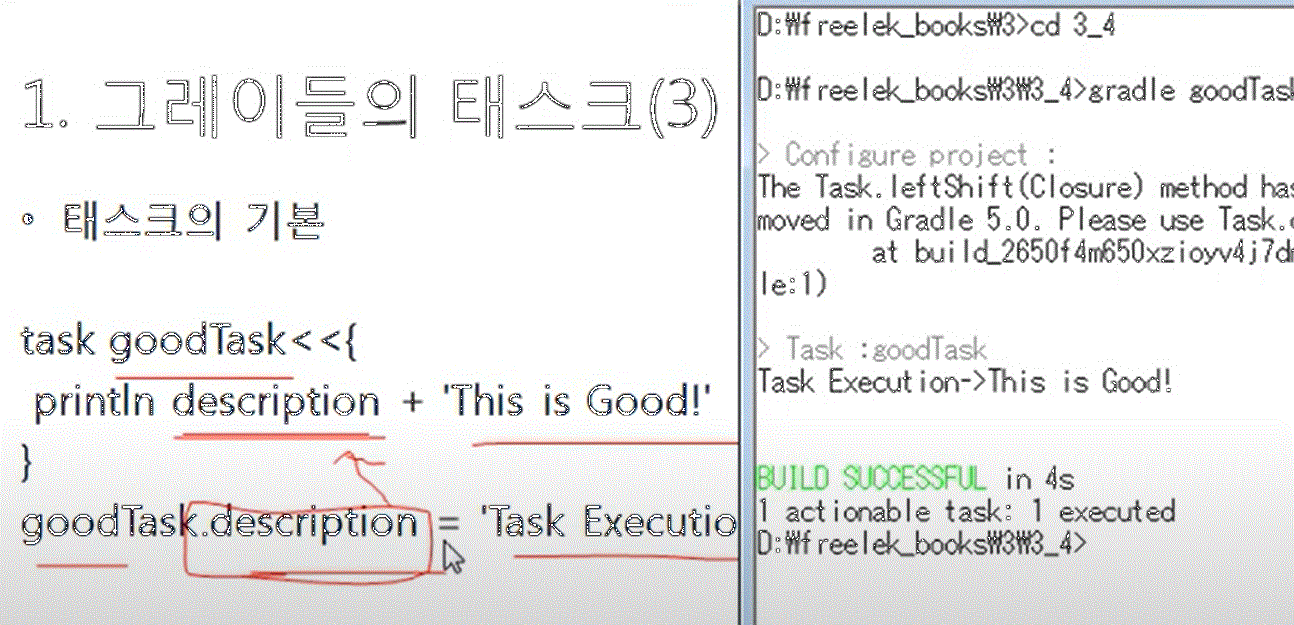 1. 그레이들의 태스크(3)
• 태스크의 기본
task goodTask<<{
println description + 'This is Good!'
}
goodTask.description = 'Task Executio
D:₩freelek_books₩3>cd 3_4
D:₩freelek_books₩3₩3_4>gradle goodTask
> Configure project :
The Task.leftShift(Closure) method has
moved in Gradle 5.0. Please use Task.
at build_2650f4m650xzioyv4j7d
le:1)
> Task :goodTask
Task Execution->This is Good!
BUILD SUCCESSFUL in 4s
1 actionable task: 1 executed
D:₩freelek_books₩3₩3_4>